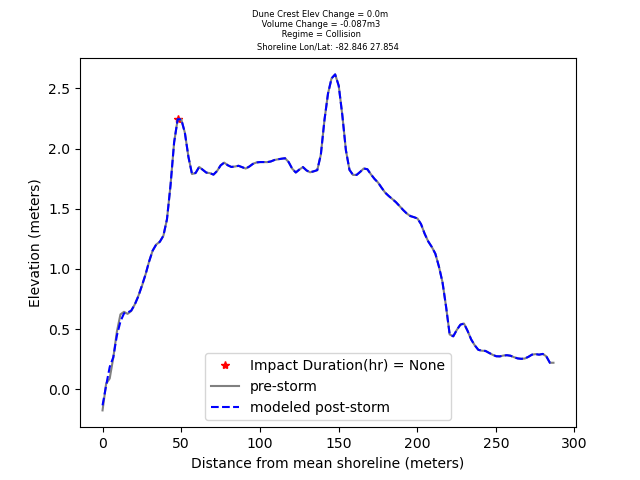 Dune Crest Elev Change = 0.0m
Volume Change = -0.087m3
Regime = Collision
Shoreline Lon/Lat: -82.846 27.854
2.5
2.0
1.5
1.0
0.5
0.0
Elevation (meters)
Impact Duration(hr) = None
pre-storm
modeled post-storm
0 50 100 150 200 250 300
Distance from mean shoreline (meters)